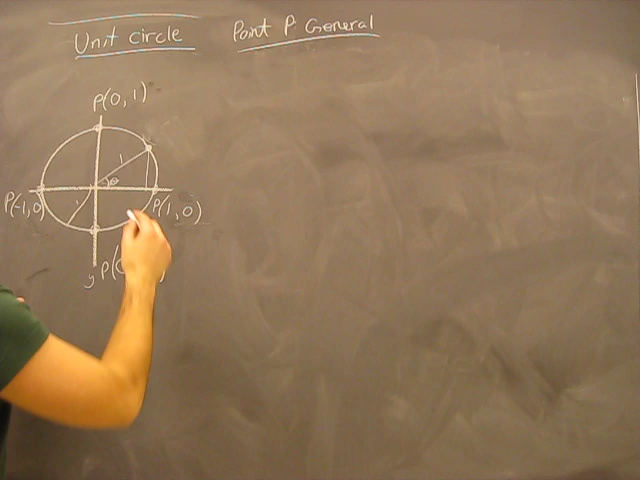 Unit circle Point P General
P(0,1)
1 θ
P(-1,0) 1 P(1,0)
y P(